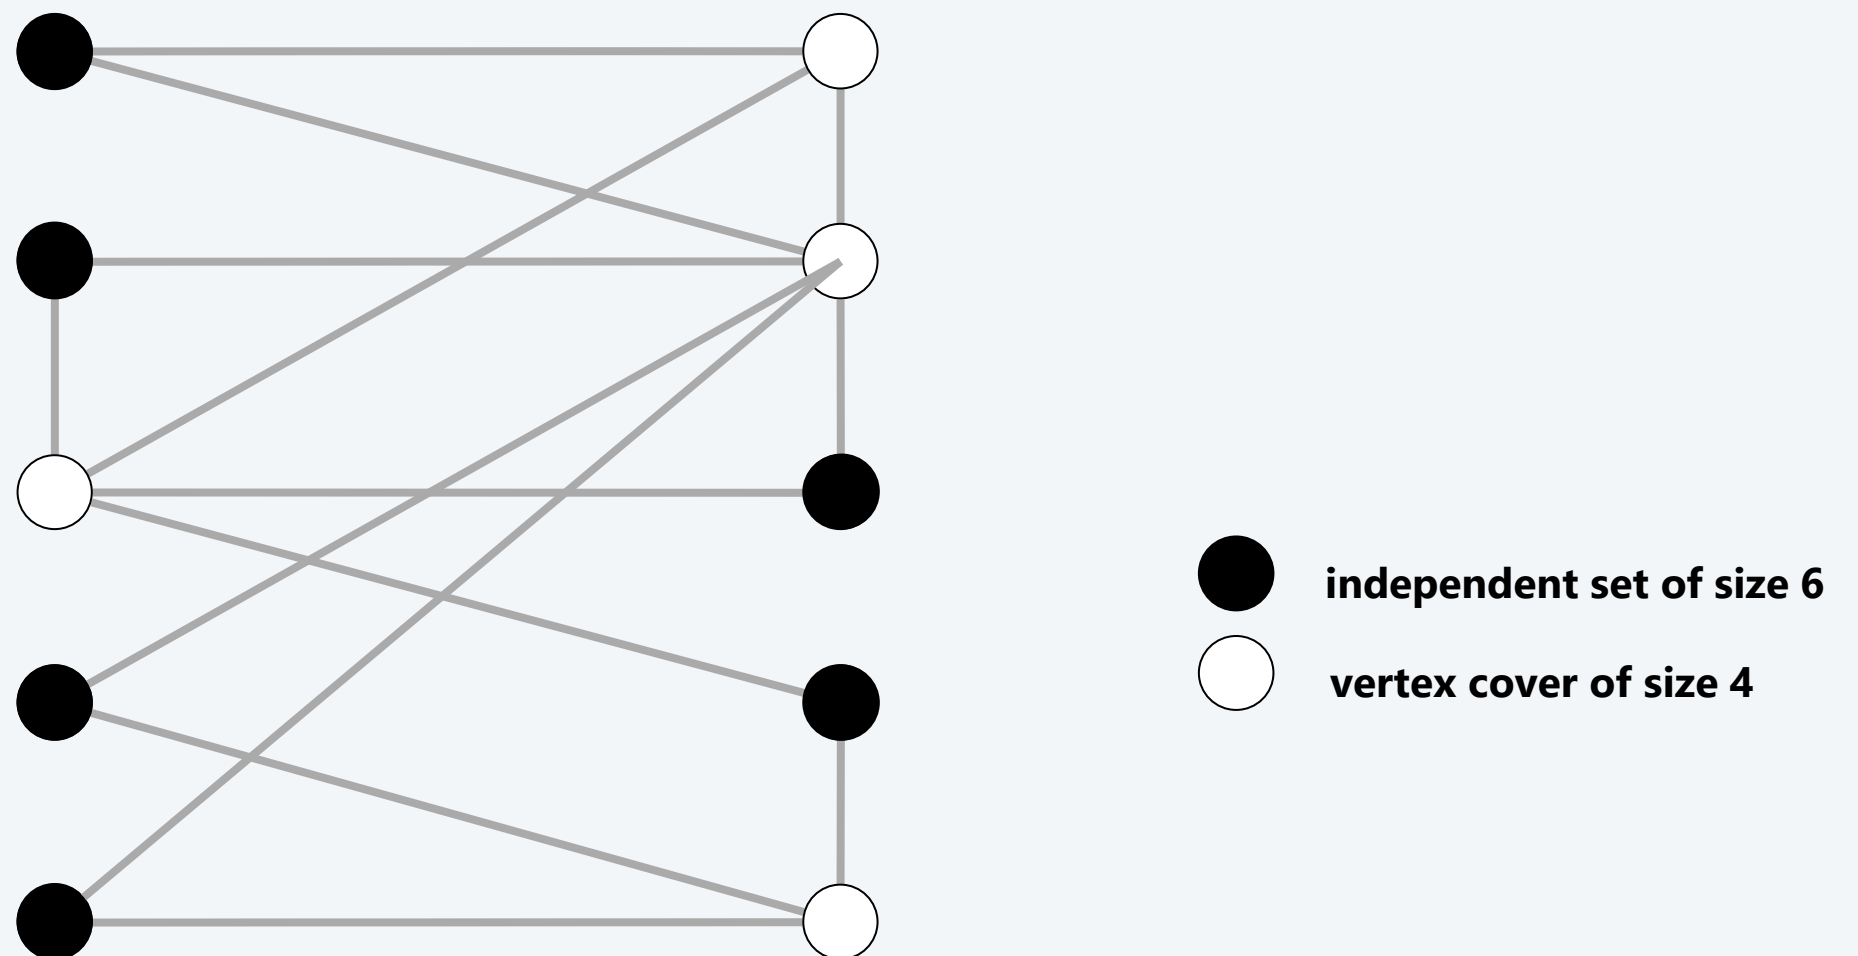 independent set of size 6
vertex cover of size 4